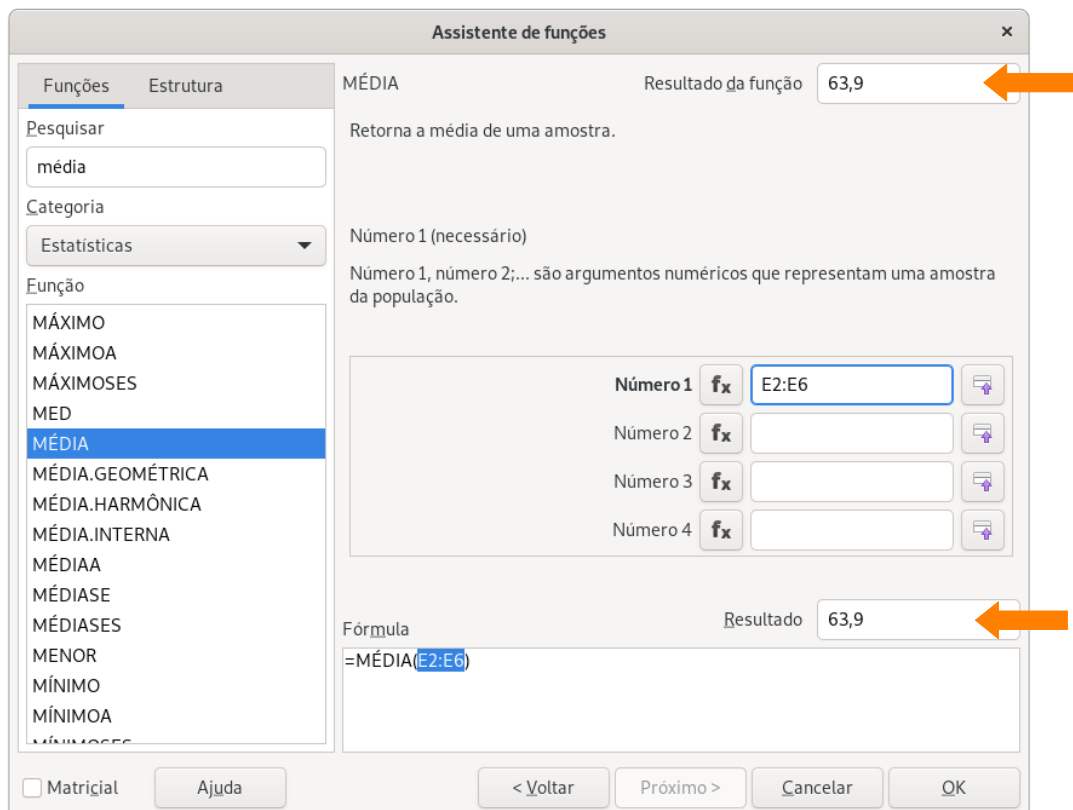 Assistente de funções
Funções
Estrutura
Pesquisar
média
Categoria
Estatísticas
Função
MÁXIMO
MÁXIMOA
MÁXIMOSES
MED
MÉDIA
MÉDIA.GEOMÉTRICA
MÉDIA.HARMÔNICA
MÉDIA.INTERNA
MÉDIAA
MÉDIASE
MÉDIASES
MENOR
MÍNIMO
MÍNIMOA
MÍNIMOSES
MÉDIA
Resultado da função 63,9
Retorna a média de uma amostra.
Número 1 (necessário)
Número 1, número 2;... são argumentos numéricos que representam uma amostra
da população.
Número 1 fx E2:E6
Número 2 fx
Número 3 fx
Número 4 fx
Fórmula
Resultado 63,9
=MÉDIA(E2:E6)
Matricial
Ajuda
< Voltar
Próximo >
Cancelar
OK